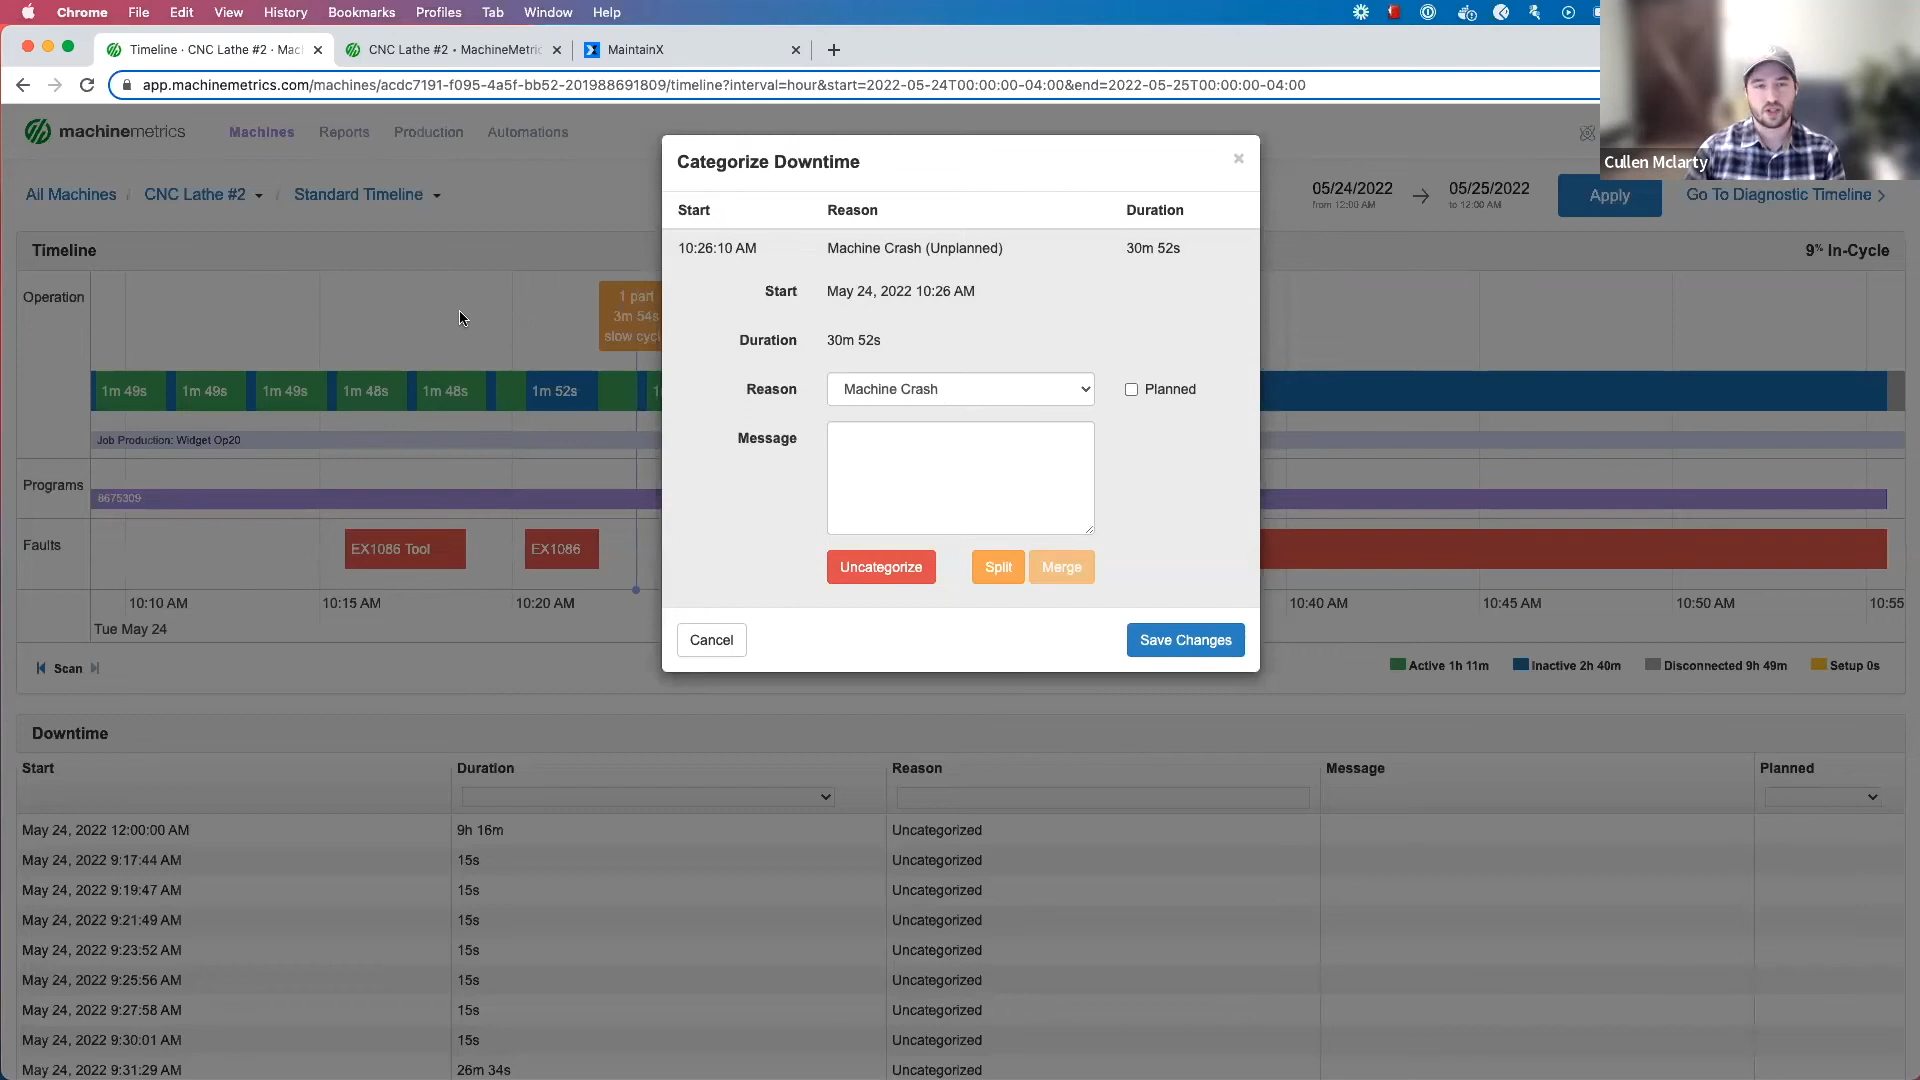 Chrome File Edit View History Bookmarks Profiles Tab Window Help
Timeline · CNC Lathe #2 · Mac
CNC Lathe #2 • MachineMetric
MaintainX
app.machinemetrics.com/machines/acdc7191-f095-4a5f-bb52-201988691809/timeline?interval=hour&start=2022-05-24T00:00:00-04:00&end=2022-05-25T00:00:00-04:00
machinemetrics Machines Reports Production Automations
Cullen Mclarty
All Machines / CNC Lathe #2 / Standard Timeline
05/24/2022 → 05/25/2022
from 12:00 AM to 12:00 AM
Apply
Go To Diagnostic Timeline
Timeline
9% In-Cycle
Categorize Downtime ×
Start Reason Duration
10:26:10 AM Machine Crash (Unplanned) 30m 52s
Start May 24, 2022 10:26 AM
Duration 30m 52s
Reason Machine Crash Planned
Message
Uncategorize Split Merge
Cancel Save Changes
Operation
1 part
3m 54s
slow cycl
1m 49s 1m 49s 1m 49s 1m 48s 1m 48s 1m 52s 1
Job Production: Widget Op20
Programs
8675309
Faults
EX1086 Tool EX1086
10:10 AM 10:15 AM 10:20 AM 10:40 AM 10:45 AM 10:50 AM 10:55
Tue May 24
Scan
Active 1h 11m Inactive 2h 40m Disconnected 9h 49m Setup 0s
Downtime
Start Duration Reason Message Planned
May 24, 2022 12:00:00 AM 9h 16m Uncategorized
May 24, 2022 9:17:44 AM 15s Uncategorized
May 24, 2022 9:19:47 AM 15s Uncategorized
May 24, 2022 9:21:49 AM 15s Uncategorized
May 24, 2022 9:23:52 AM 15s Uncategorized
May 24, 2022 9:25:56 AM 15s Uncategorized
May 24, 2022 9:27:58 AM 15s Uncategorized
May 24, 2022 9:30:01 AM 15s Uncategorized
May 24, 2022 9:31:29 AM 26m 34s Uncategorized